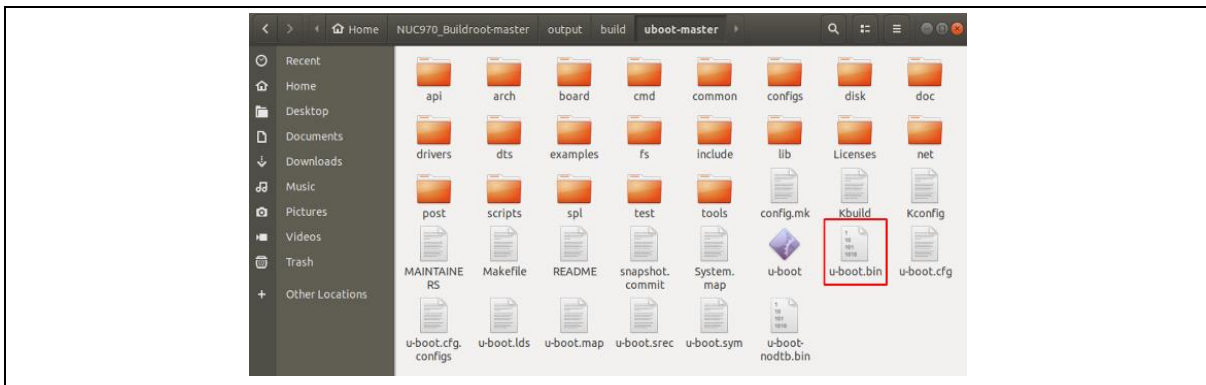 Home NUC970_Buildroot-master output build uboot-master
Recent
Home
Desktop
Documents
Downloads
Music
Pictures
Videos
Trash
Other Locations
api arch board cmd common configs disk doc
drivers dts examples fs include lib Licenses net
post scripts spl test tools config.mk Kbuild Kconfig
MAINTAINE Makefile README snapshot. System. u-boot u-boot.bin u-boot.cfg
RS commit map
u-boot.cfg. u-boot.lds u-boot.map u-boot.srec u-boot.sym u-boot-
configs nodtb.bin